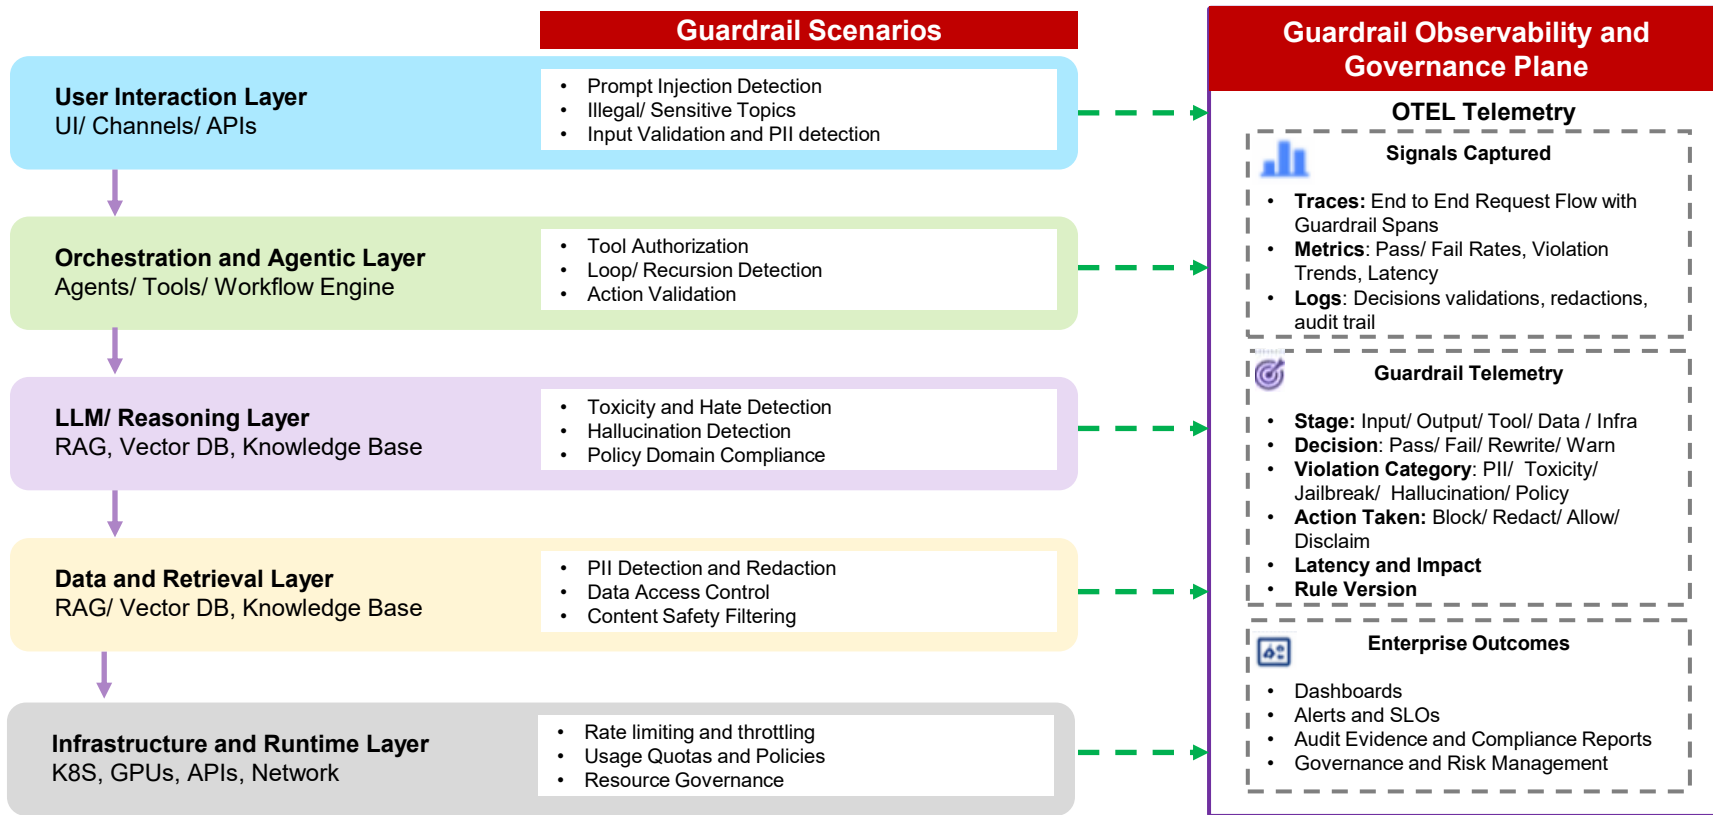 Guardrail Scenarios
User Interaction Layer
UI/ Channels/ APIs
• Prompt Injection Detection
• Illegal/ Sensitive Topics
• Input Validation and PII detection
Orchestration and Agentic Layer
Agents/ Tools/ Workflow Engine
• Tool Authorization
• Loop/ Recursion Detection
• Action Validation
LLM/ Reasoning Layer
RAG, Vector DB, Knowledge Base
• Toxicity and Hate Detection
• Hallucination Detection
• Policy Domain Compliance
Data and Retrieval Layer
RAG/ Vector DB, Knowledge Base
• PII Detection and Redaction
• Data Access Control
• Content Safety Filtering
Infrastructure and Runtime Layer
K8S, GPUs, APIs, Network
• Rate limiting and throttling
• Usage Quotas and Policies
• Resource Governance
Guardrail Observability and
Governance Plane
OTEL Telemetry
Signals Captured
• Traces: End to End Request Flow with
Guardrail Spans
• Metrics: Pass/ Fail Rates, Violation
Trends, Latency
• Logs: Decisions validations, redactions,
audit trail
Guardrail Telemetry
• Stage: Input/ Output/ Tool/ Data / Infra
• Decision: Pass/ Fail/ Rewrite/ Warn
• Violation Category: PII/ Toxicity/
Jailbreak/ Hallucination/ Policy
• Action Taken: Block/ Redact/ Allow/
Disclaim
• Latency and Impact
• Rule Version
Enterprise Outcomes
• Dashboards
• Alerts and SLOs
• Audit Evidence and Compliance Reports
• Governance and Risk Management